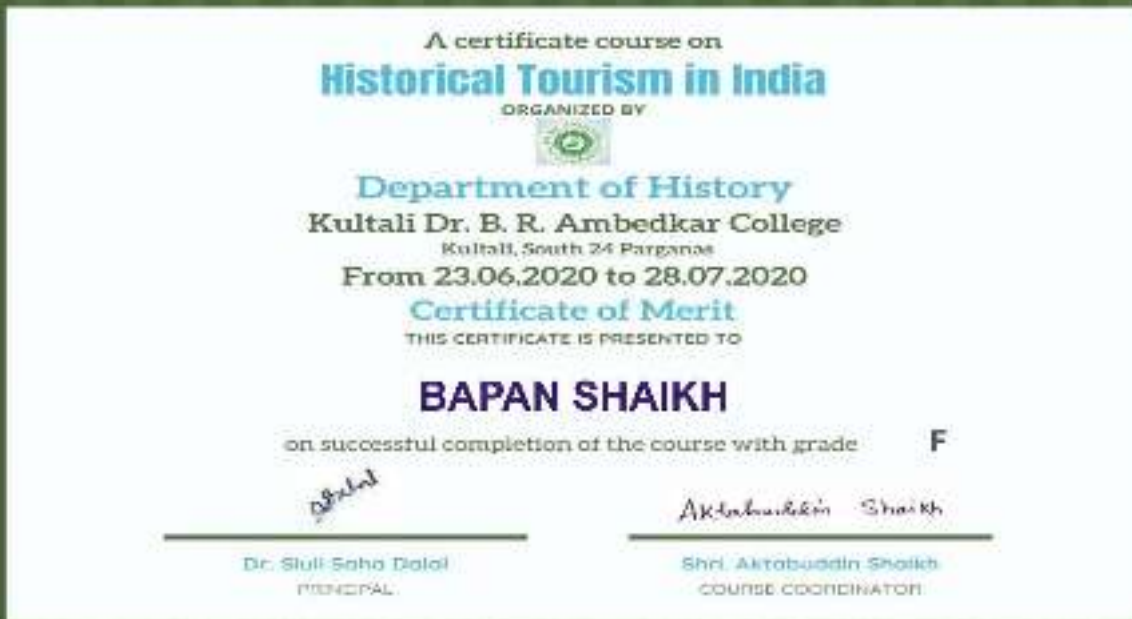 A certificate course on
Historical Tourism in India
ORGANIZED BY
Department of History
Kultali Dr. B. R. Ambedkar College
Kultali, South 24 Parganas
From 23.06.2020 to 28.07.2020
Certificate of Merit
THIS CERTIFICATE IS PRESENTED TO
BAPAN SHAIKH
on successful completion of the course with grade F
Aktabuddin Shaikh
Dr. Siuli Saha Dalal
Shri. Aktabuddin Shaikh
PRINCIPAL
COURSE COORDINATOR